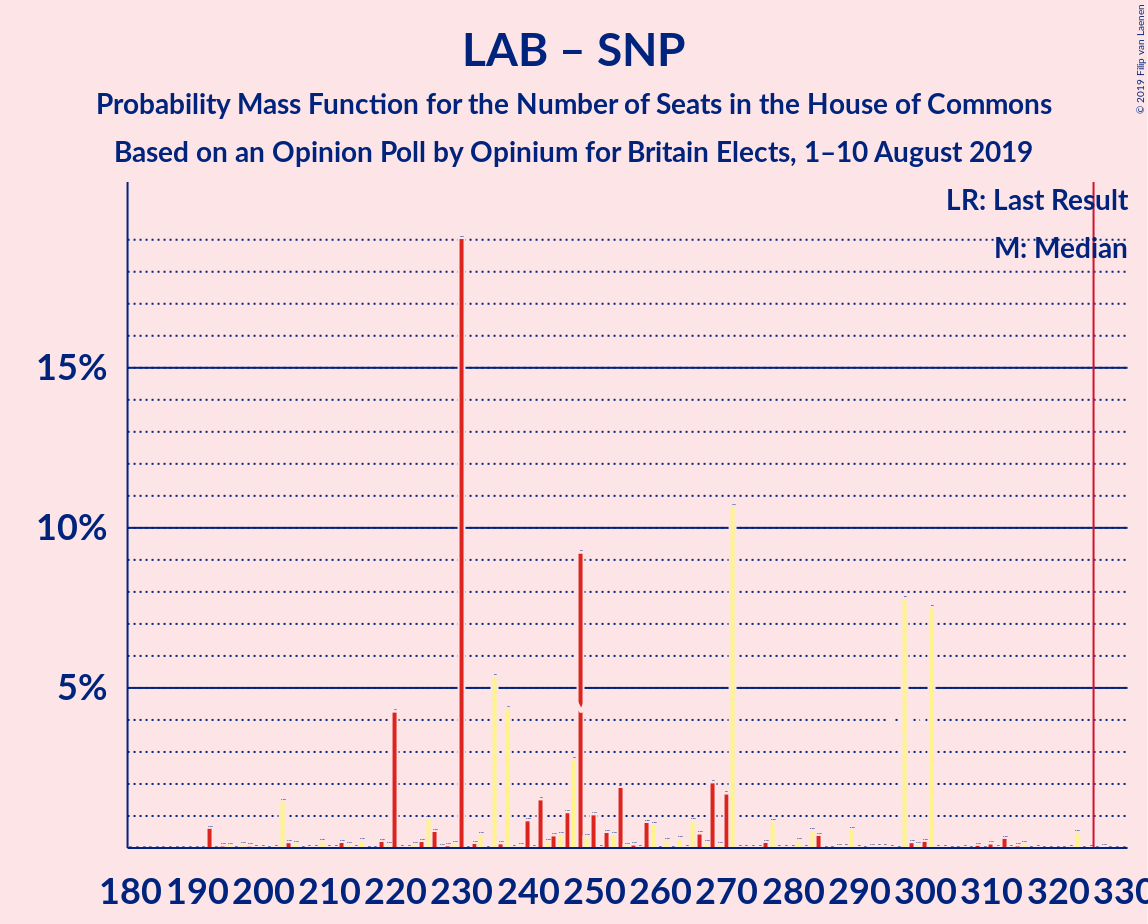 LAB – SNP
Probability Mass Function for the Number of Seats in the House of Commons
Based on an Opinion Poll by Opinium for Britain Elects, 1–10 August 2019
© 2019 Filip van Laenen
LR: Last Result
M: Median
15%
10%
5%
180 190 200 210 220 230 240 250 260 270 280 290 300 310 320 330